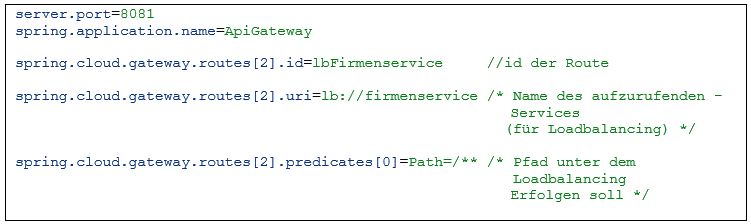 server.port=8081
spring.application.name=ApiGateway
spring.cloud.gateway.routes[2].id=lbFirmenservice //id der Route
spring.cloud.gateway.routes[2].uri=lb://firmenservice /* Name des aufzurufenden -
Services
(für Loadbalancing) */
spring.cloud.gateway.routes[2].predicates[0]=Path=/** /* Pfad unter dem
Loadbalancing
Erfolgen soll */